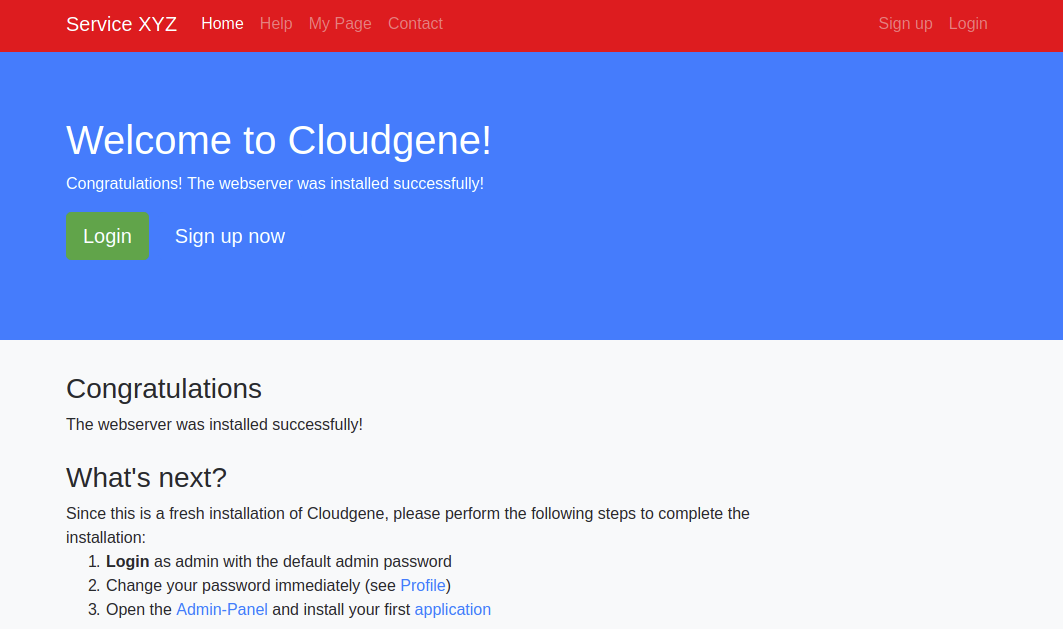 Service XYZ Home Help My Page Contact Sign up Login
Welcome to Cloudgene!
Congratulations! The webserver was installed successfully!
Login Sign up now
Congratulations
The webserver was installed successfully!
What's next?
Since this is a fresh installation of Cloudgene, please perform the following steps to complete the
installation:
1. Login as admin with the default admin password
2. Change your password immediately (see Profile)
3. Open the Admin-Panel and install your first application